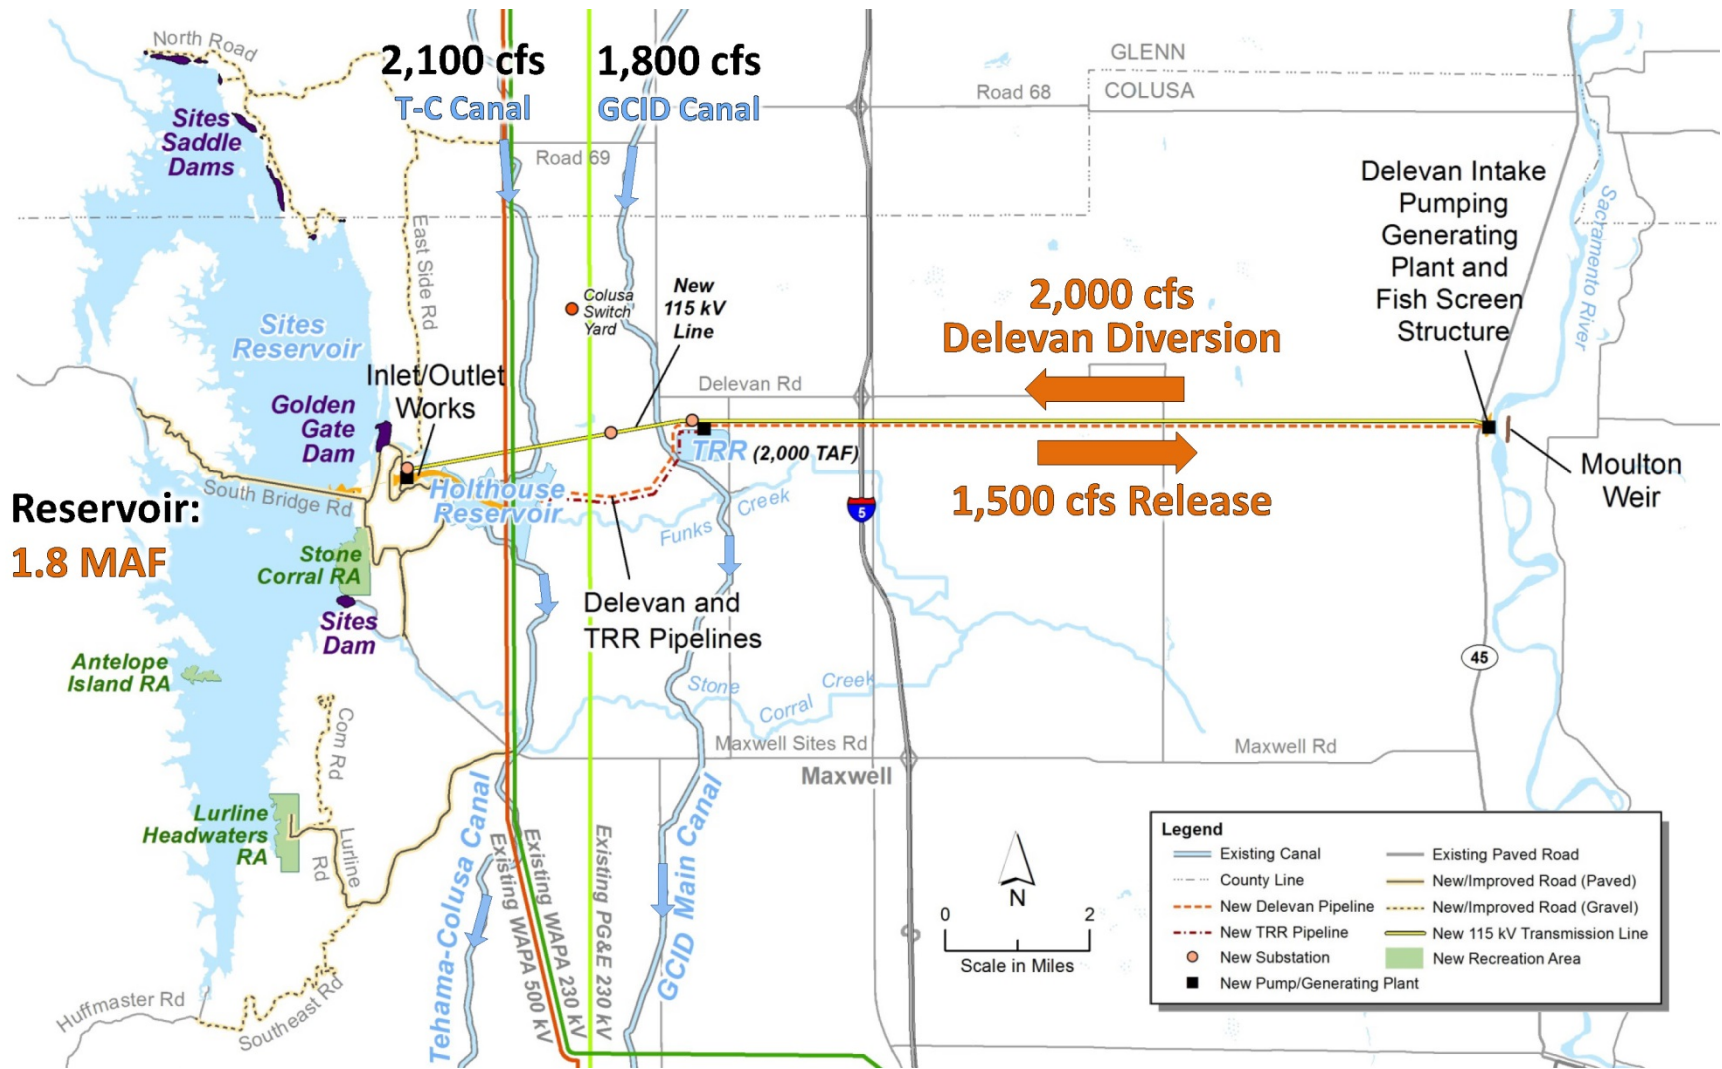 North Road
2,100 cfs
T-C Canal
1,800 cfs
GCID Canal
GLENN
COLUSA
Road 68
Road 69
Sites
Saddle
Dams
East Side Rd
Sites
Reservoir
Colusa
Switch
Yard
New
115 kV
Line
2,000 cfs
Delevan Diversion
Delevan Intake
Pumping
Generating
Plant and
Fish Screen
Structure
Sacramento River
Inlet/Outlet
Works
Golden
Gate
Dam
Delevan Rd
TRR (2,000 TAF)
1,500 cfs Release
Moulton
Weir
South Bridge Rd
Holthouse
Reservoir
Funks Creek
5
Reservoir:
1.8 MAF
Stone
Corral RA
Sites
Dam
Delevan and
TRR Pipelines
Antelope
Island RA
Stone Corral Creek
45
Com Rd
Maxwell Sites Rd
Maxwell Rd
Maxwell
Lurline
Headwaters
RA
Lurline Rd
Tehama-Colusa Canal
Existing WAPA 500 kV
Existing WAPA 230 kV
Existing PG&E 230 kV
GCID Main Canal
Huffmaster Rd
Southeast Rd
N
0 2
Scale in Miles
Legend
Existing Canal
County Line
New Delevan Pipeline
New TRR Pipeline
New Substation
New Pump/Generating Plant
Existing Paved Road
New/Improved Road (Paved)
New/Improved Road (Gravel)
New 115 kV Transmission Line
New Recreation Area